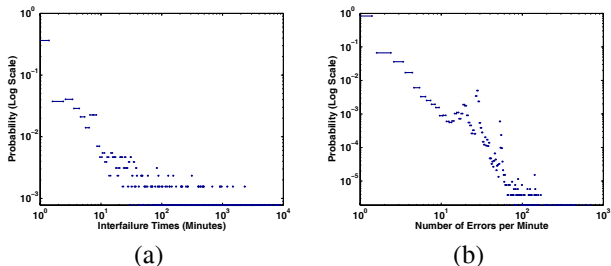 Probability (Log Scale)
10^0
10^-1
10^-2
10^-3
10^0 10^1 10^2 10^3 10^4
Interfailure Times (Minutes)
(a)
Probability (Log Scale)
10^0
10^-1
10^-2
10^-3
10^-4
10^-5
10^0 10^1 10^2 10^3
Number of Errors per Minute
(b)